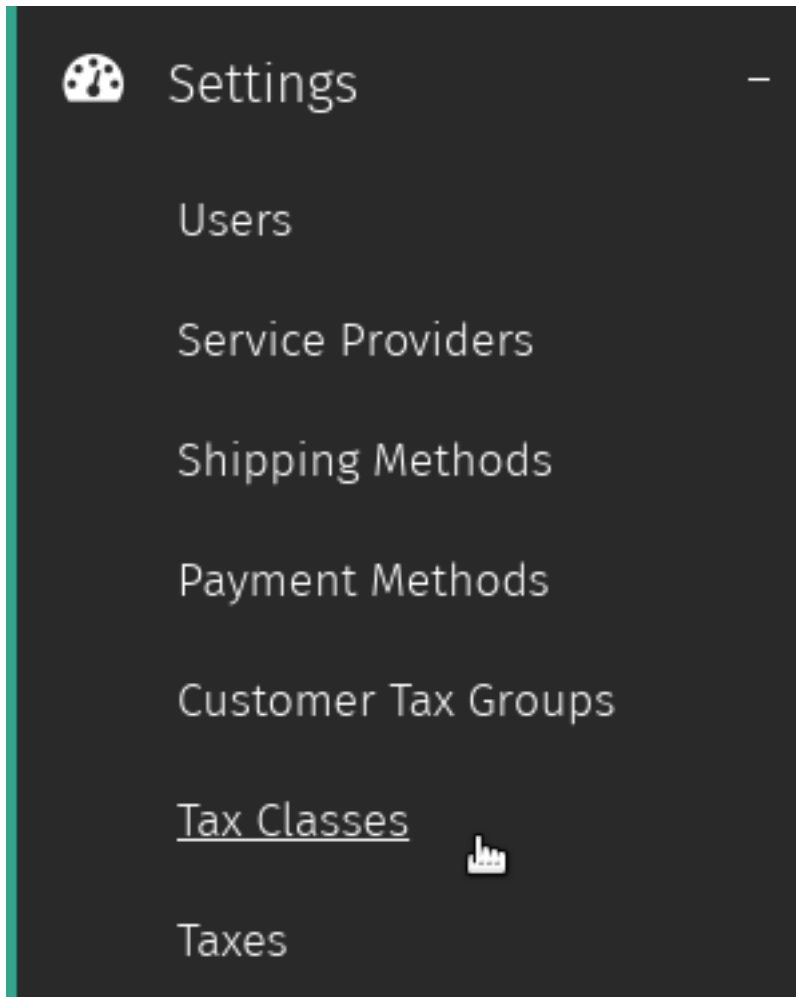 Settings
Users
Service Providers
Shipping Methods
Payment Methods
Customer Tax Groups
Tax Classes
Taxes